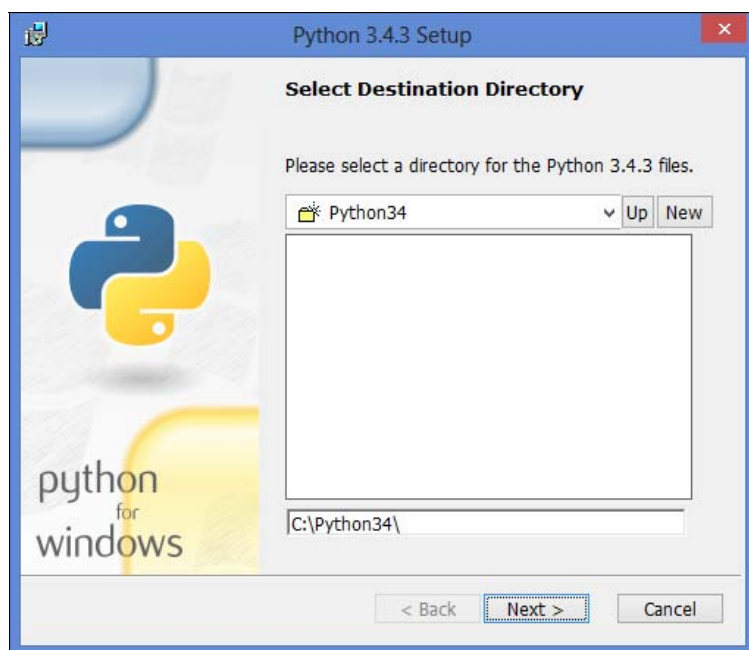 Python 3.4.3 Setup
Select Destination Directory
Please select a directory for the Python 3.4.3 files.
Python34
Up New
C:\Python34\
python
for
windows
< Back Next > Cancel